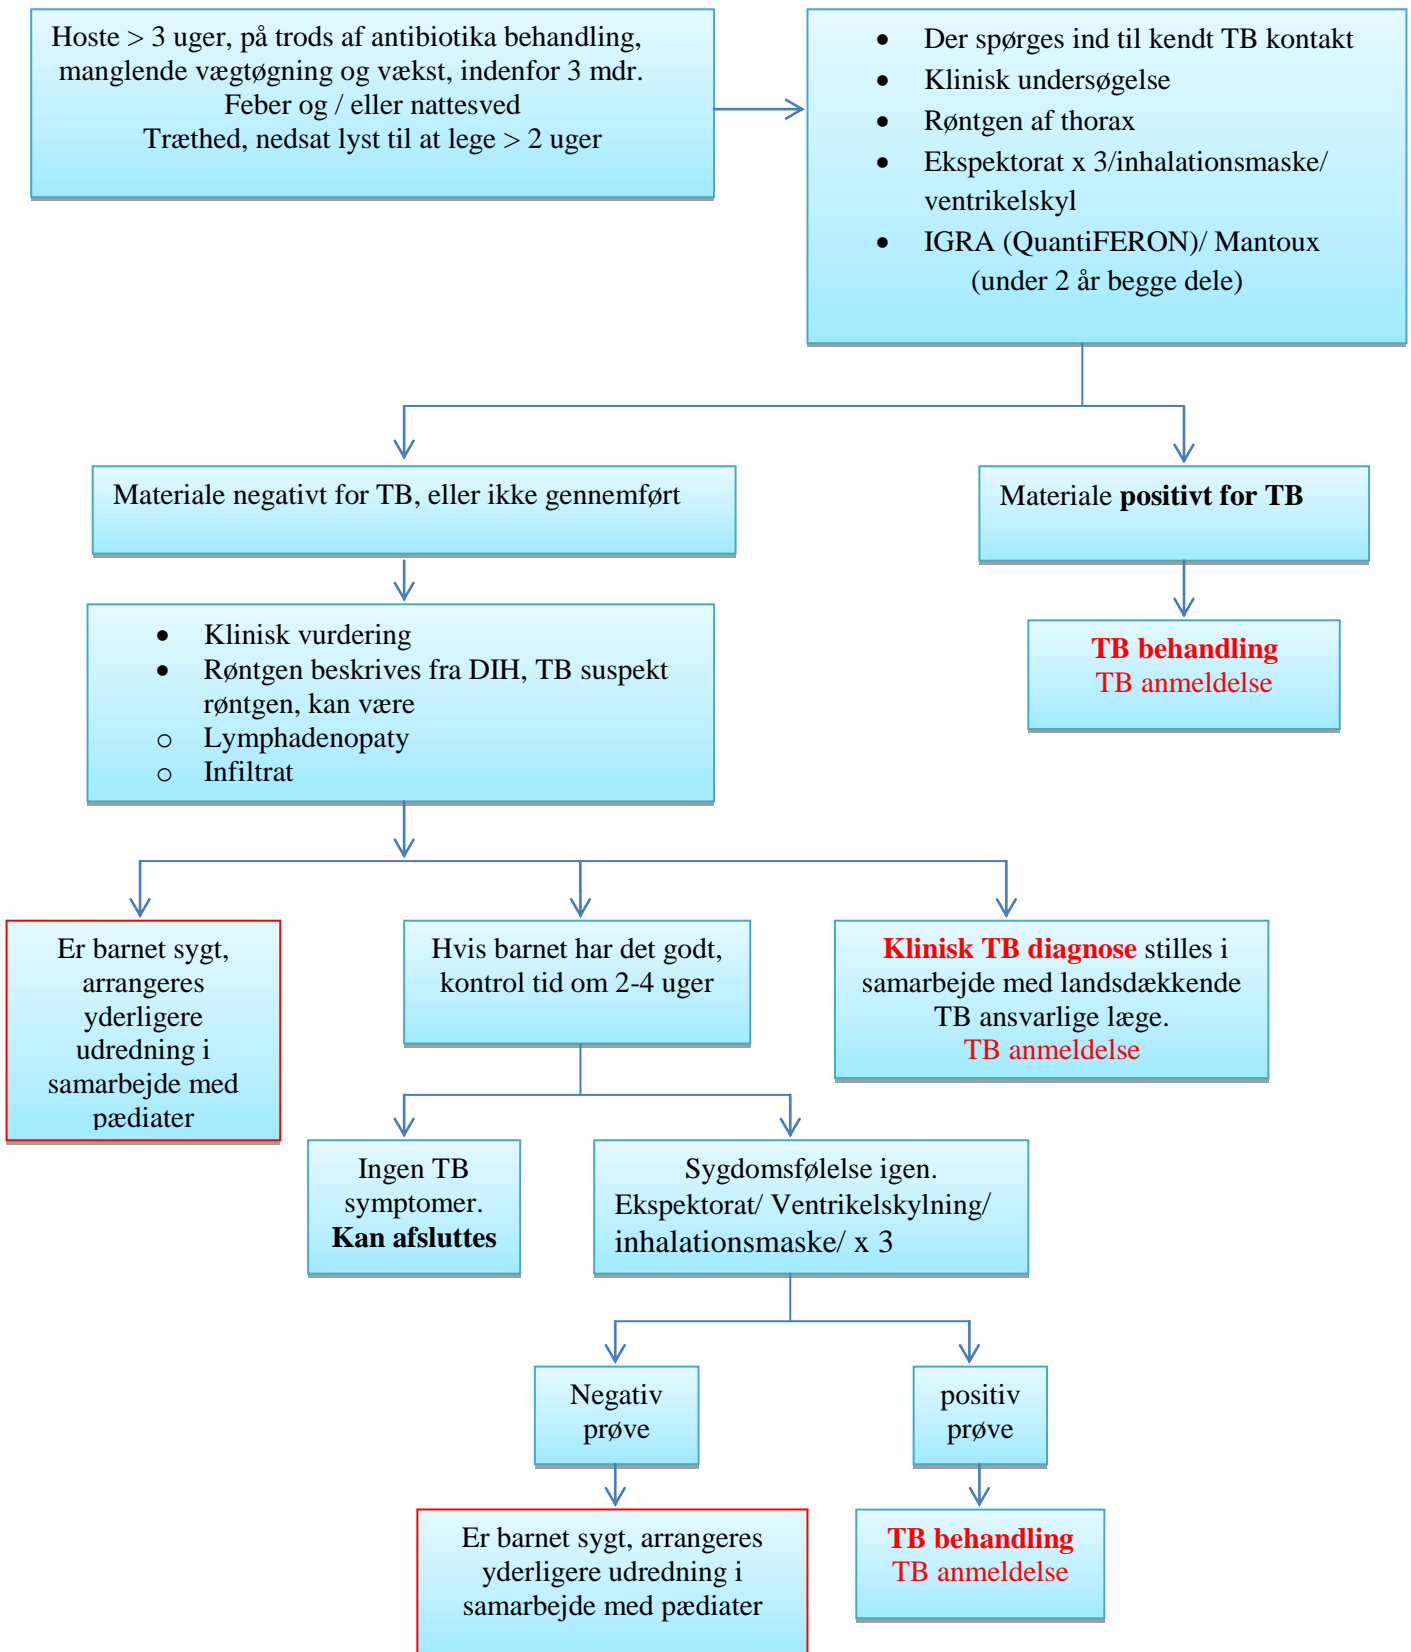 Hoste > 3 uger, på trods af antibiotika behandling,
manglende vægtøgning og vækst, indenfor 3 mdr.
Feber og / eller nattesved
Træthed, nedsat lyst til at lege > 2 uger
• Der spørges ind til kendt TB kontakt
• Klinisk undersøgelse
• Røntgen af thorax
• Ekspektorat x 3/inhalationsmaske/
ventrikelskyl
• IGRA (QuantiFERON)/ Mantoux
(under 2 år begge dele)
Materiale negativt for TB, eller ikke gennemført
Materiale positivt for TB
TB behandling
TB anmeldelse
• Klinisk vurdering
• Røntgen beskrives fra DIH, TB suspekt
røntgen, kan være
o Lymphadenopaty
o Infiltrat
Er barnet sygt,
arrangeres
yderligere
udredning i
samarbejde med
pædiater
Hvis barnet har det godt,
kontrol tid om 2-4 uger
Klinisk TB diagnose stilles i
samarbejde med landsdækkende
TB ansvarlige læge.
TB anmeldelse
Ingen TB
symptomer.
Kan afsluttes
Sygdomsfølelse igen.
Ekspektorat/ Ventrikelskylning/
inhalationsmaske/ x 3
Negativ
prøve
positiv
prøve
Er barnet sygt, arrangeres
yderligere udredning i
samarbejde med pædiater
TB behandling
TB anmeldelse